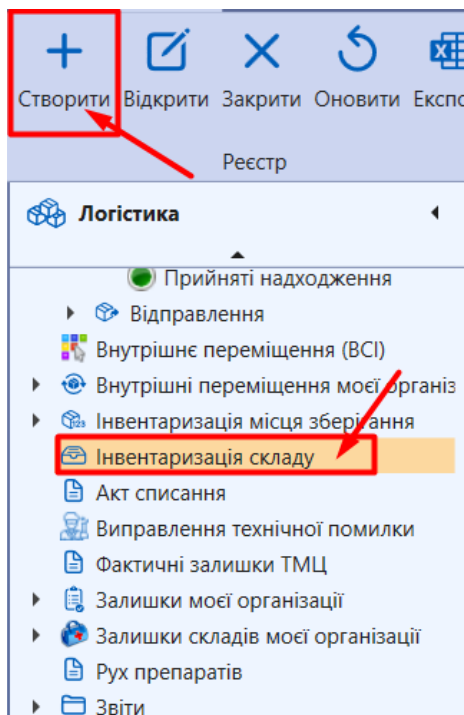 Створити Відкрити Закрити Оновити Експо
Реєстр
Логістика
Прийняті надходження
Відправлення
Внутрішнє переміщення (ВСІ)
Внутрішні переміщення моєї організ
Інвентаризація місця зберігання
Інвентаризація складу
Акт списання
Виправлення технічної помилки
Фактичні залишки ТМЦ
Залишки моєї організації
Залишки складів моєї організації
Рух препаратів
Звіти